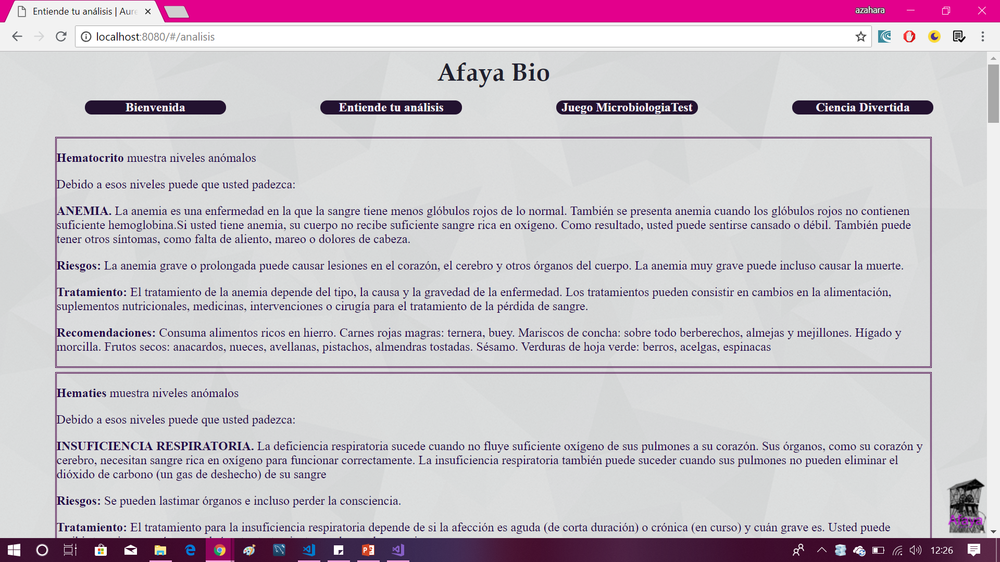 Entiende tu análisis | Aure
azahara
localhost:8080/#/analisis
Afaya Bio
Bienvenida
Entiende tu análisis
Juego MicrobiologiaTest
Ciencia Divertida
Hematocrito muestra niveles anómalos
Debido a esos niveles puede que usted padezca:
ANEMIA. La anemia es una enfermedad en la que la sangre tiene menos glóbulos rojos de lo normal. También se presenta anemia cuando los glóbulos rojos no contienen
suficiente hemoglobina.Si usted tiene anemia, su cuerpo no recibe suficiente sangre rica en oxígeno. Como resultado, usted puede sentirse cansado o débil. También puede
tener otros síntomas, como falta de aliento, mareo o dolores de cabeza.
Riesgos: La anemia grave o prolongada puede causar lesiones en el corazón, el cerebro y otros órganos del cuerpo. La anemia muy grave puede incluso causar la muerte.
Tratamiento: El tratamiento de la anemia depende del tipo, la causa y la gravedad de la enfermedad. Los tratamientos pueden consistir en cambios en la alimentación,
suplementos nutricionales, medicinas, intervenciones o cirugía para el tratamiento de la pérdida de sangre.
Recomendaciones: Consuma alimentos ricos en hierro. Carnes rojas magras: ternera, buey. Mariscos de concha: sobre todo berberechos, almejas y mejillones. Hígado y
morcilla. Frutos secos: anacardos, nueces, avellanas, pistachos, almendras tostadas. Sésamo. Verduras de hoja verde: berros, acelgas, espinacas
Hematies muestra niveles anómalos
Debido a esos niveles puede que usted padezca:
INSUFICIENCIA RESPIRATORIA. La deficiencia respiratoria sucede cuando no fluye suficiente oxígeno de sus pulmones a su corazón. Sus órganos, como su corazón y
cerebro, necesitan sangre rica en oxígeno para funcionar correctamente. La insuficiencia respiratoria también puede suceder cuando sus pulmones no pueden eliminar el
dióxido de carbono (un gas de deshecho) de su sangre
Riesgos: Se pueden lastimar órganos e incluso perder la consciencia.
Tratamiento: El tratamiento para la insuficiencia respiratoria depende de si la afección es aguda (de corta duración) o crónica (en curso) y cuán grave es. Usted puede
Afaya
12:26